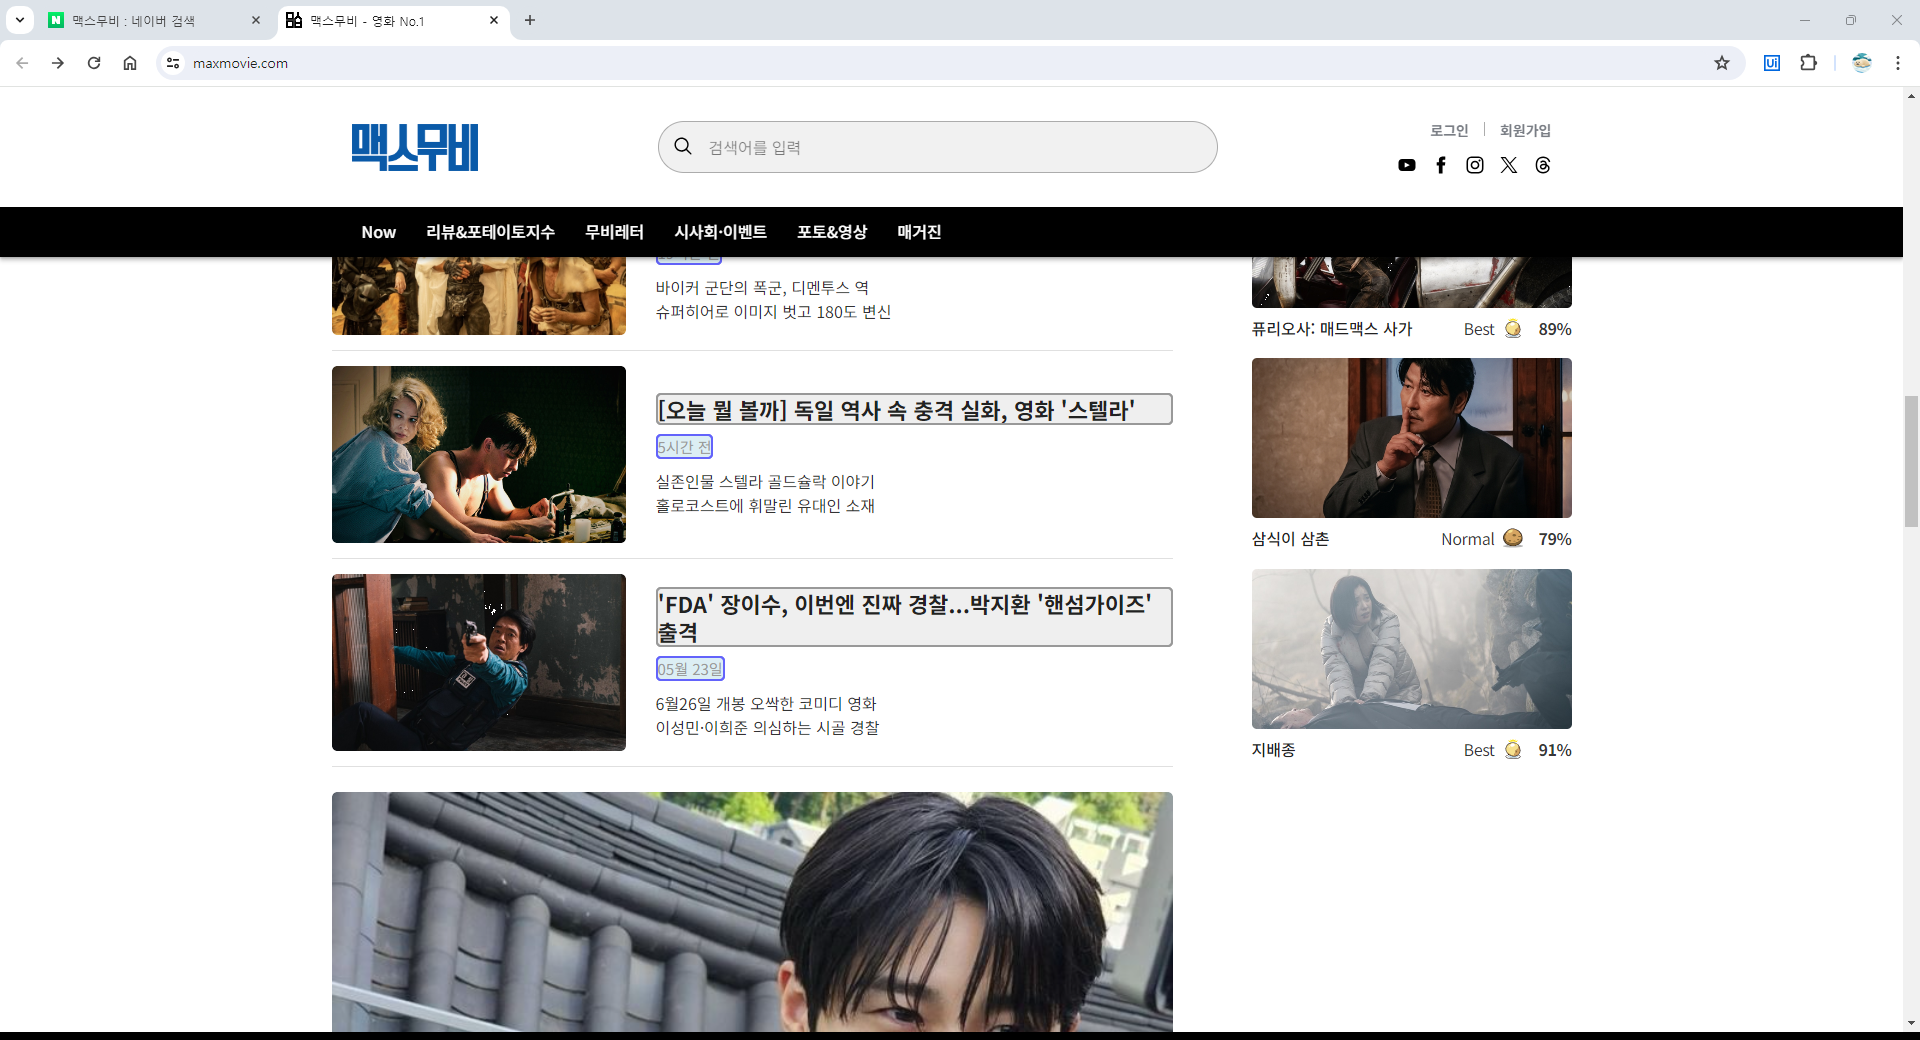 맥스무비 : 네이버 검색
맥스무비 - 영화 No.1
maxmovie.com
맥스무비
검색어를 입력
로그인
회원가입
Now
리뷰&포테이토지수
무비레터
시사회·이벤트
포토&영상
매거진
바이커 군단의 폭군, 디멘투스 역
슈퍼히어로 이미지 벗고 180도 변신
[오늘 뭘 볼까] 독일 역사 속 충격 실화, 영화 '스텔라'
5시간 전
실존인물 스텔라 골드슐락 이야기
홀로코스트에 휘말린 유대인 소재
'FDA' 장이수, 이번엔 진짜 경찰...박지환 '핸섬가이즈'
출격
05월 23일
6월26일 개봉 오싹한 코미디 영화
이성민·이희준 의심하는 시골 경찰
퓨리오사: 매드맥스 사가 Best 89%
삼식이 삼촌 Normal 79%
지배종 Best 91%